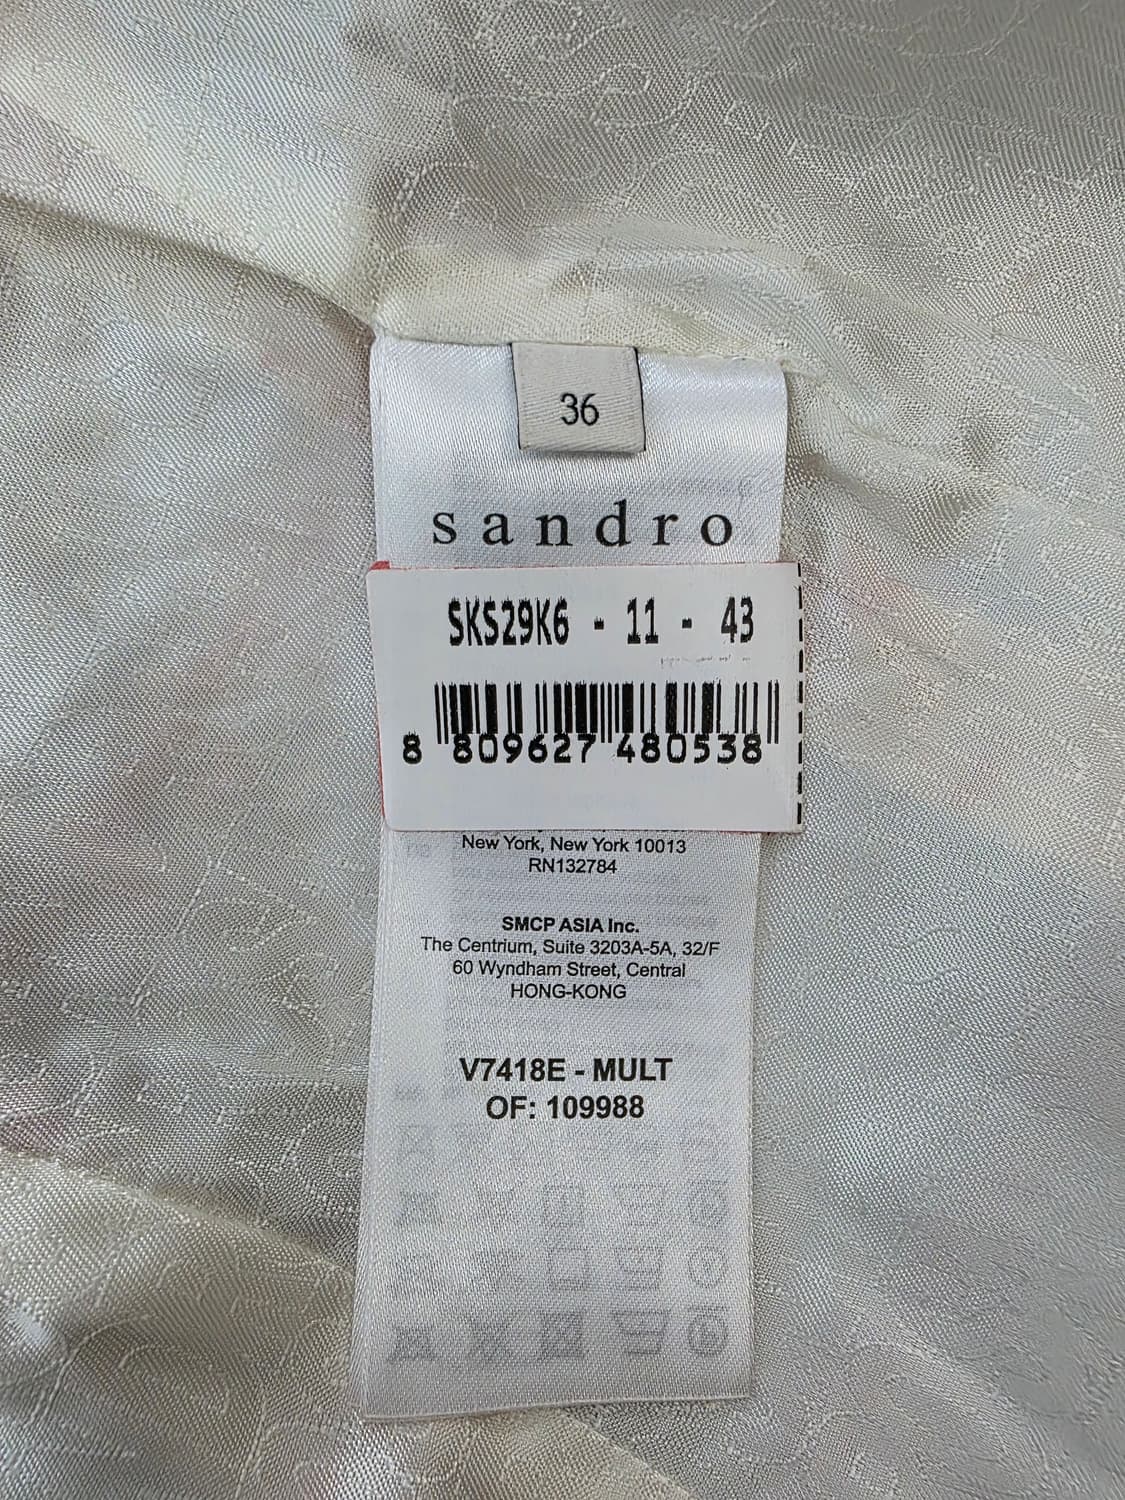 36
sandro
SKS29K6 - 11 - 43
8 809627 480538
New York, New York 10013
RN132784
SMCP ASIA Inc.
The Centrium, Suite 3203A-5A, 32/F
60 Wyndham Street, Central
HONG-KONG
V7418E - MULT
OF: 109988